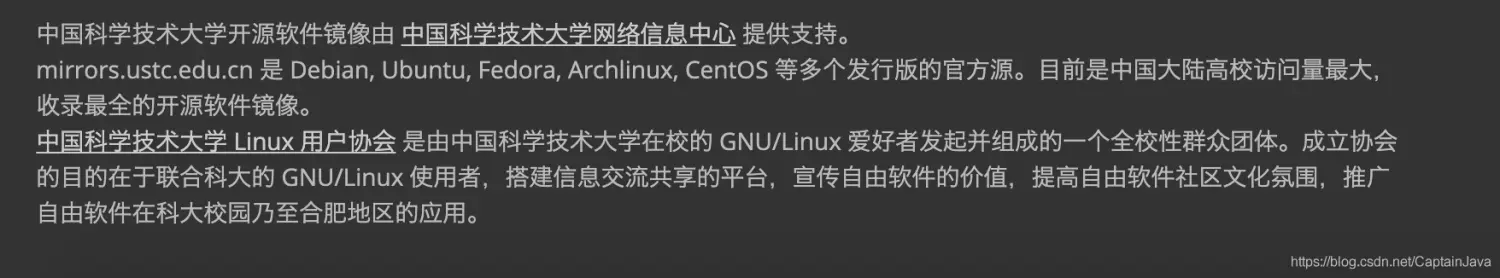 中国科学技术大学开源软件镜像由 中国科学技术大学网络信息中心 提供支持。
mirrors.ustc.edu.cn 是 Debian, Ubuntu, Fedora, Archlinux, CentOS 等多个发行版的官方源。目前是中国大陆高校访问量最大，
收录最全的开源软件镜像。
中国科学技术大学 Linux 用户协会 是由中国科学技术大学在校的 GNU/Linux 爱好者发起并组成的一个全校性群众团体。成立协会
的目的在于联合科大的 GNU/Linux 使用者，搭建信息交流共享的平台，宣传自由软件的价值，提高自由软件社区文化氛围，推广
自由软件在科大校园乃至合肥地区的应用。
https://blog.csdn.net/CaptainJava